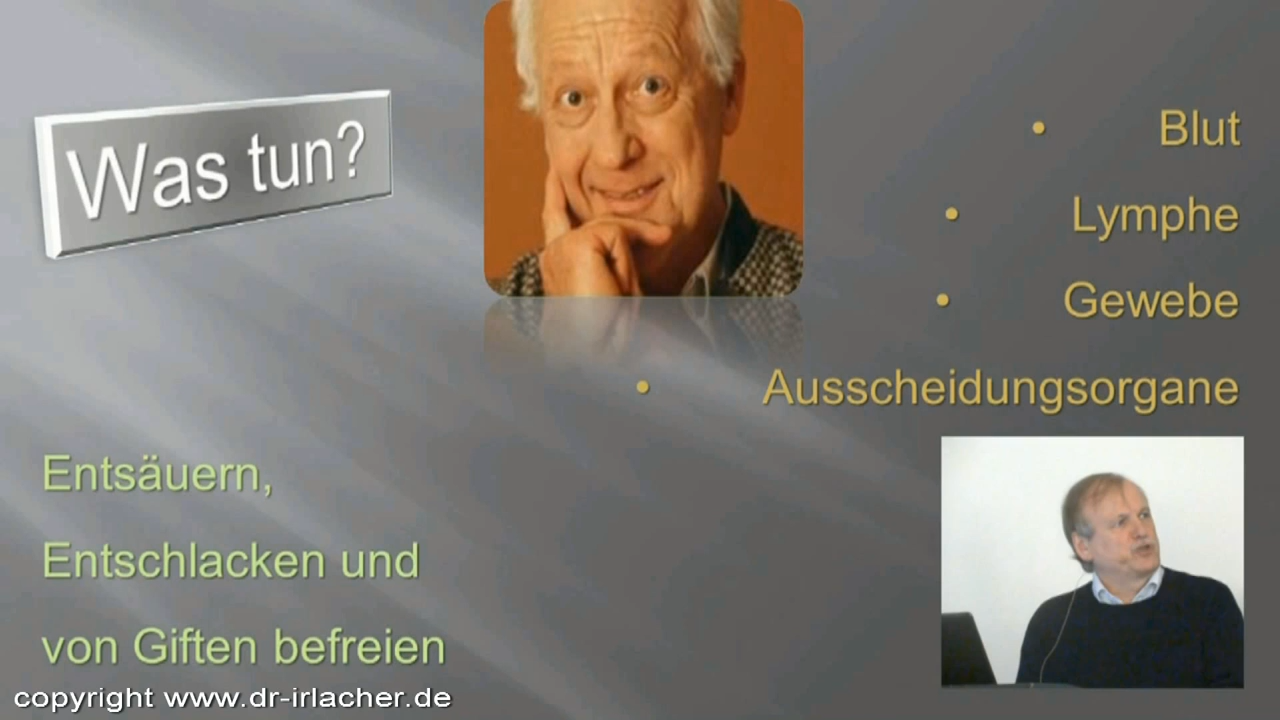 Was tun?
• Blut
• Lymphe
• Gewebe
• Ausscheidungsorgane
Entsäuern,
Entschlacken und
von Giften befreien
copyright www.dr-irlacher.de